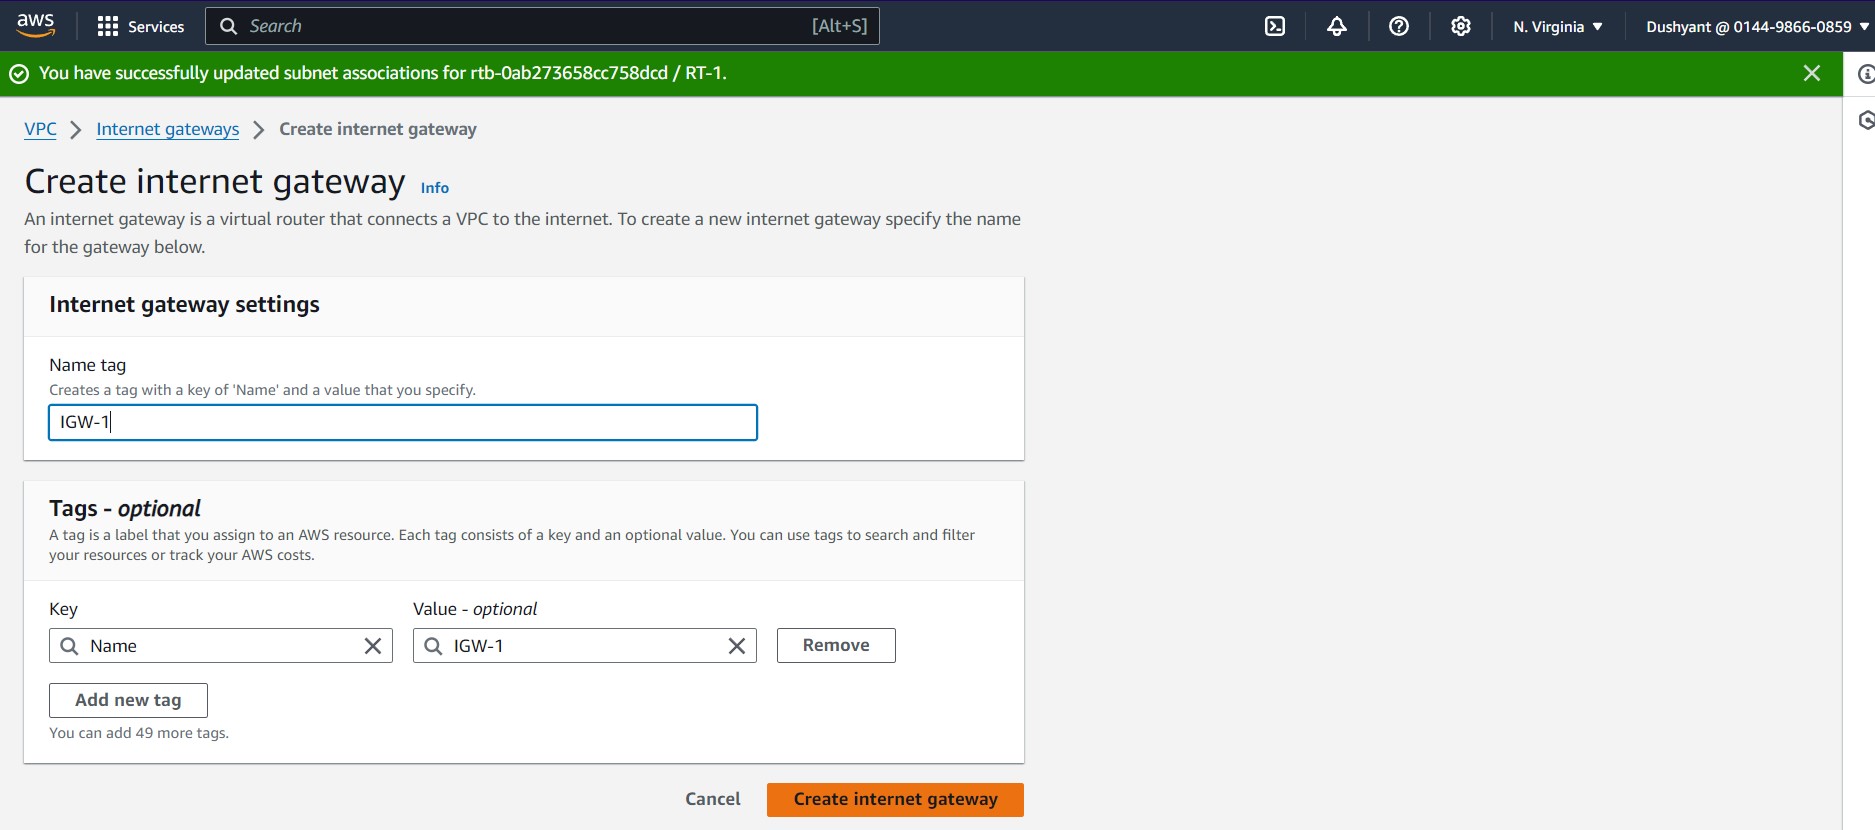 aws
Services
Search
[Alt+S]
N. Virginia
Dushyant @ 0144-9866-0859
You have successfully updated subnet associations for rtb-0ab273658cc758dcd / RT-1.
VPC
Internet gateways
Create internet gateway
Create internet gateway
Info
An internet gateway is a virtual router that connects a VPC to the internet. To create a new internet gateway specify the name
for the gateway below.
Internet gateway settings
Name tag
Creates a tag with a key of 'Name' and a value that you specify.
IGW-1
Tags - optional
A tag is a label that you assign to an AWS resource. Each tag consists of a key and an optional value. You can use tags to search and filter
your resources or track your AWS costs.
Key
Value - optional
Name
IGW-1
Remove
Add new tag
You can add 49 more tags.
Cancel
Create internet gateway